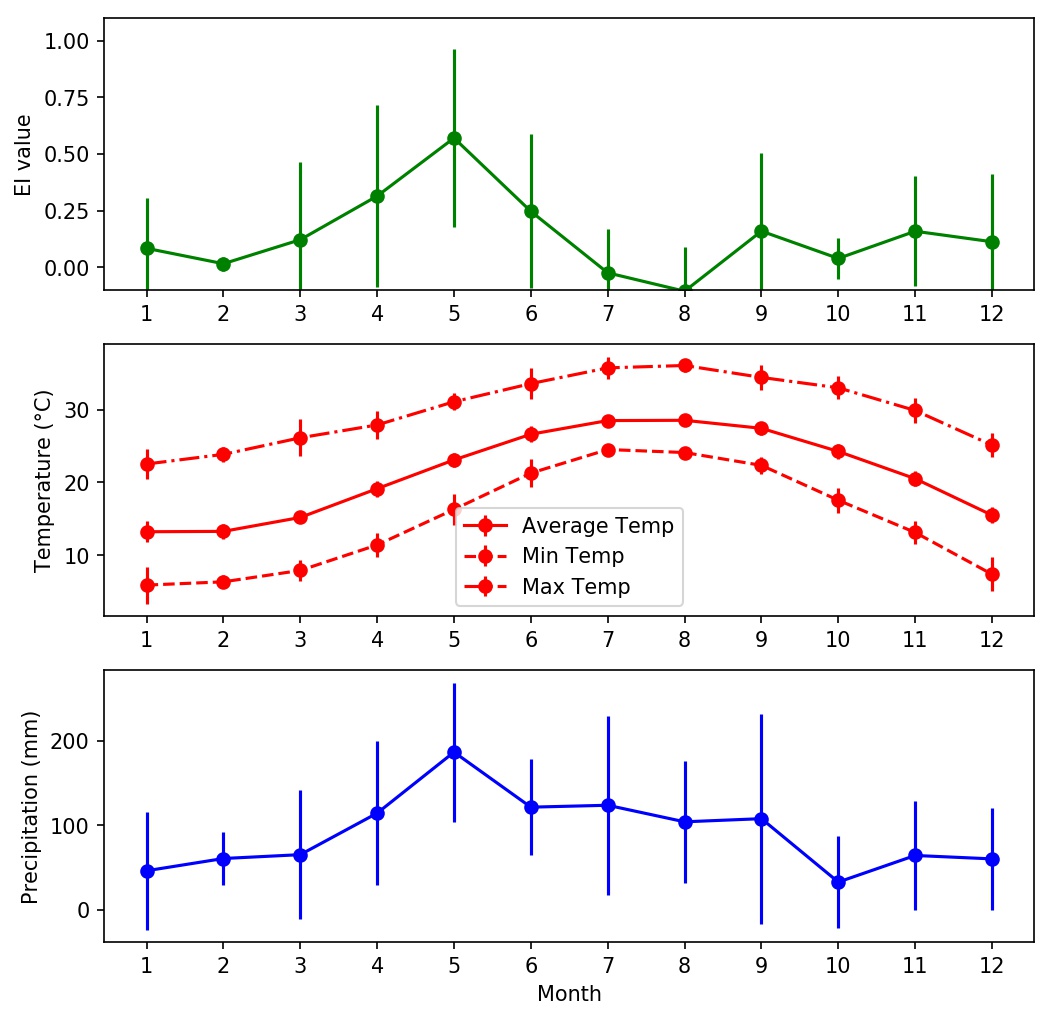 EI value
1.00
0.75
0.50
0.25
0.00
1 2 3 4 5 6 7 8 9 10 11 12
Temperature (°C)
30
20
10
Average Temp
Min Temp
Max Temp
1 2 3 4 5 6 7 8 9 10 11 12
Precipitation (mm)
200
100
0
1 2 3 4 5 6 7 8 9 10 11 12
Month